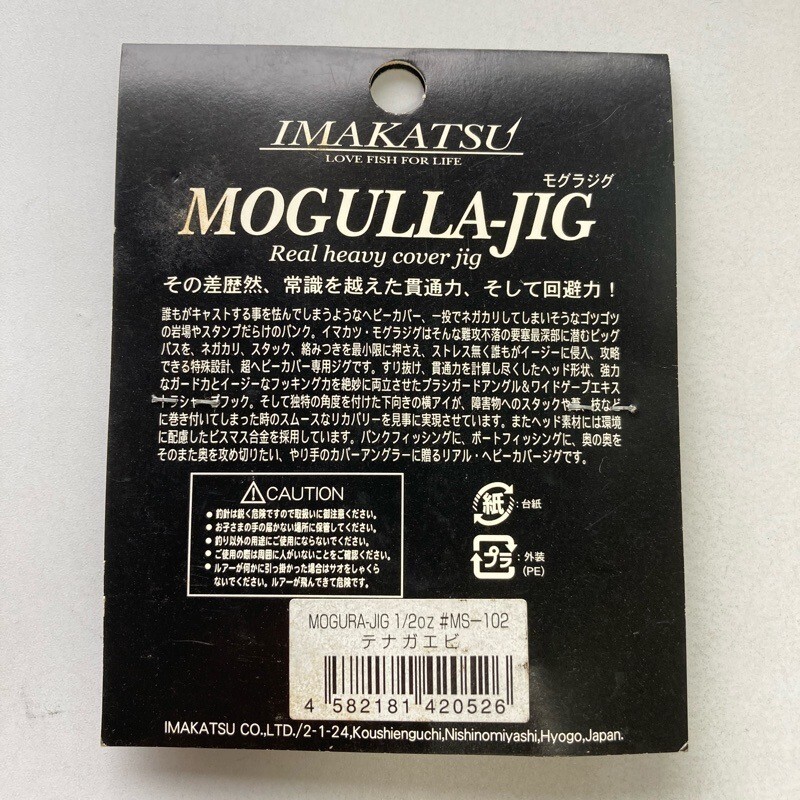 IMAKATSU
LOVE FISH FOR LIFE
モグラジグ
MOGULLA-JIG
Real heavy cover jig
その差歴然、常識を越えた貫通力、そして回避力！
誰もがキャストする事を怯んでしまうようなヘビーカバー、一投でネガカリしてしまいそうなゴツゴツ
の岩場やスタンプだらけのバンク。イマカツ・モグラジグはそんな難攻不落の要塞最深部に潜むビッグ
バスを、ネガカリ、スタック、絡みつきを最小限に押さえ、ストレス無く誰もがイージーに侵入、攻略
できる特殊設計、超ヘビーカバー専用ジグです。すり抜け、貫通力を計算し尽くしたヘッド形状、強力
なガード力とイージーなフッキング力を絶妙に両立させたブラシガードアングル&ワイドゲープエキス
トラシャープフック。そして独特の角度を付けた下向きの横アイが、障害物へのスタックや葦、枝など
に巻き付いてしまった時のスムースなリカバリーを見事に実現させています。またヘッド素材には環境
に配慮したビスマス合金を採用しています。バンクフィッシングに、ボートフィッシングに、奥の奥を
そのまた奥を攻め切りたい、やり手のカバーアングラーに贈るリアル・ヘビーカバージグです。
CAUTION
●釣針は鋭く危険ですので取扱いに御注意ください。
●お子さまの手の届かない場所に保管してください。
●釣り以外の用途にご使用にならないでください。
●ご使用の際は周囲に人がいないことをご確認ください。
●ルアーが何かに引っ掛かった場合はサオをしゃくら
ないでください。ルアーが飛んできて危険です。
紙:台紙
プラ:外装
(PE)
MOGURA-JIG 1/2oz #MS-102
テナガエビ
4 582181 420526
IMAKATSU CO.,LTD./2-1-24,Koushienguchi,Nishinomiyashi,Hyogo,Japan.